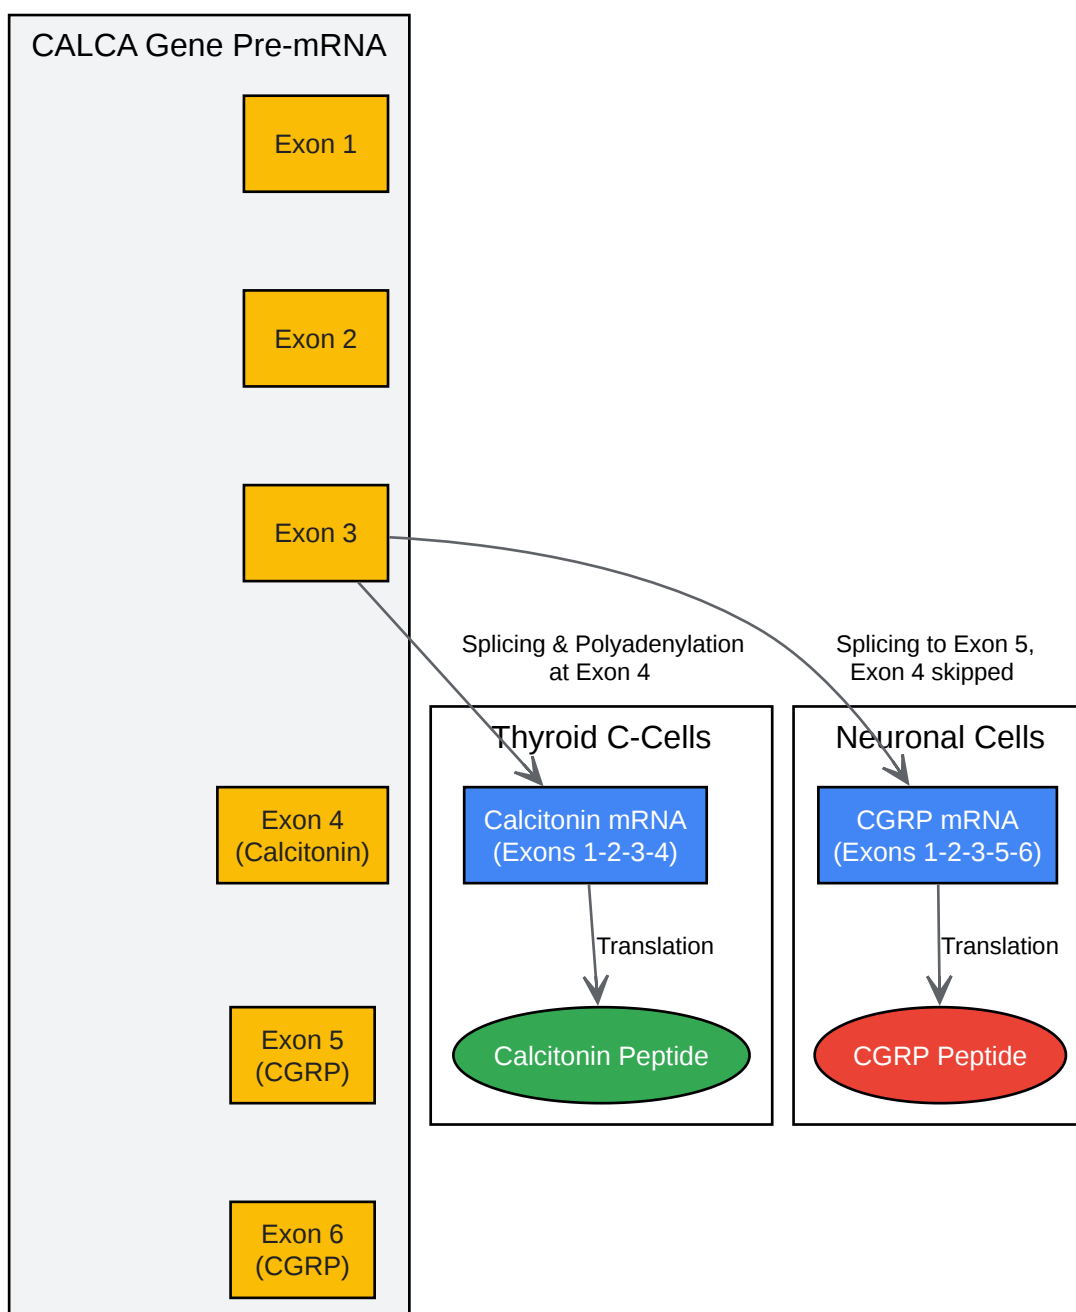 CALCA Gene Pre-mRNA
Exon 1
Exon 2
Exon 3
Splicing & Polyadenylation
at Exon 4
Splicing to Exon 5,
Exon 4 skipped
Thyroid C-Cells
Neuronal Cells
Exon 4
(Calcitonin)
Calcitonin mRNA
(Exons 1-2-3-4)
CGRP mRNA
(Exons 1-2-3-5-6)
Translation
Translation
Exon 5
(CGRP)
Calcitonin Peptide
CGRP Peptide
Exon 6
(CGRP)